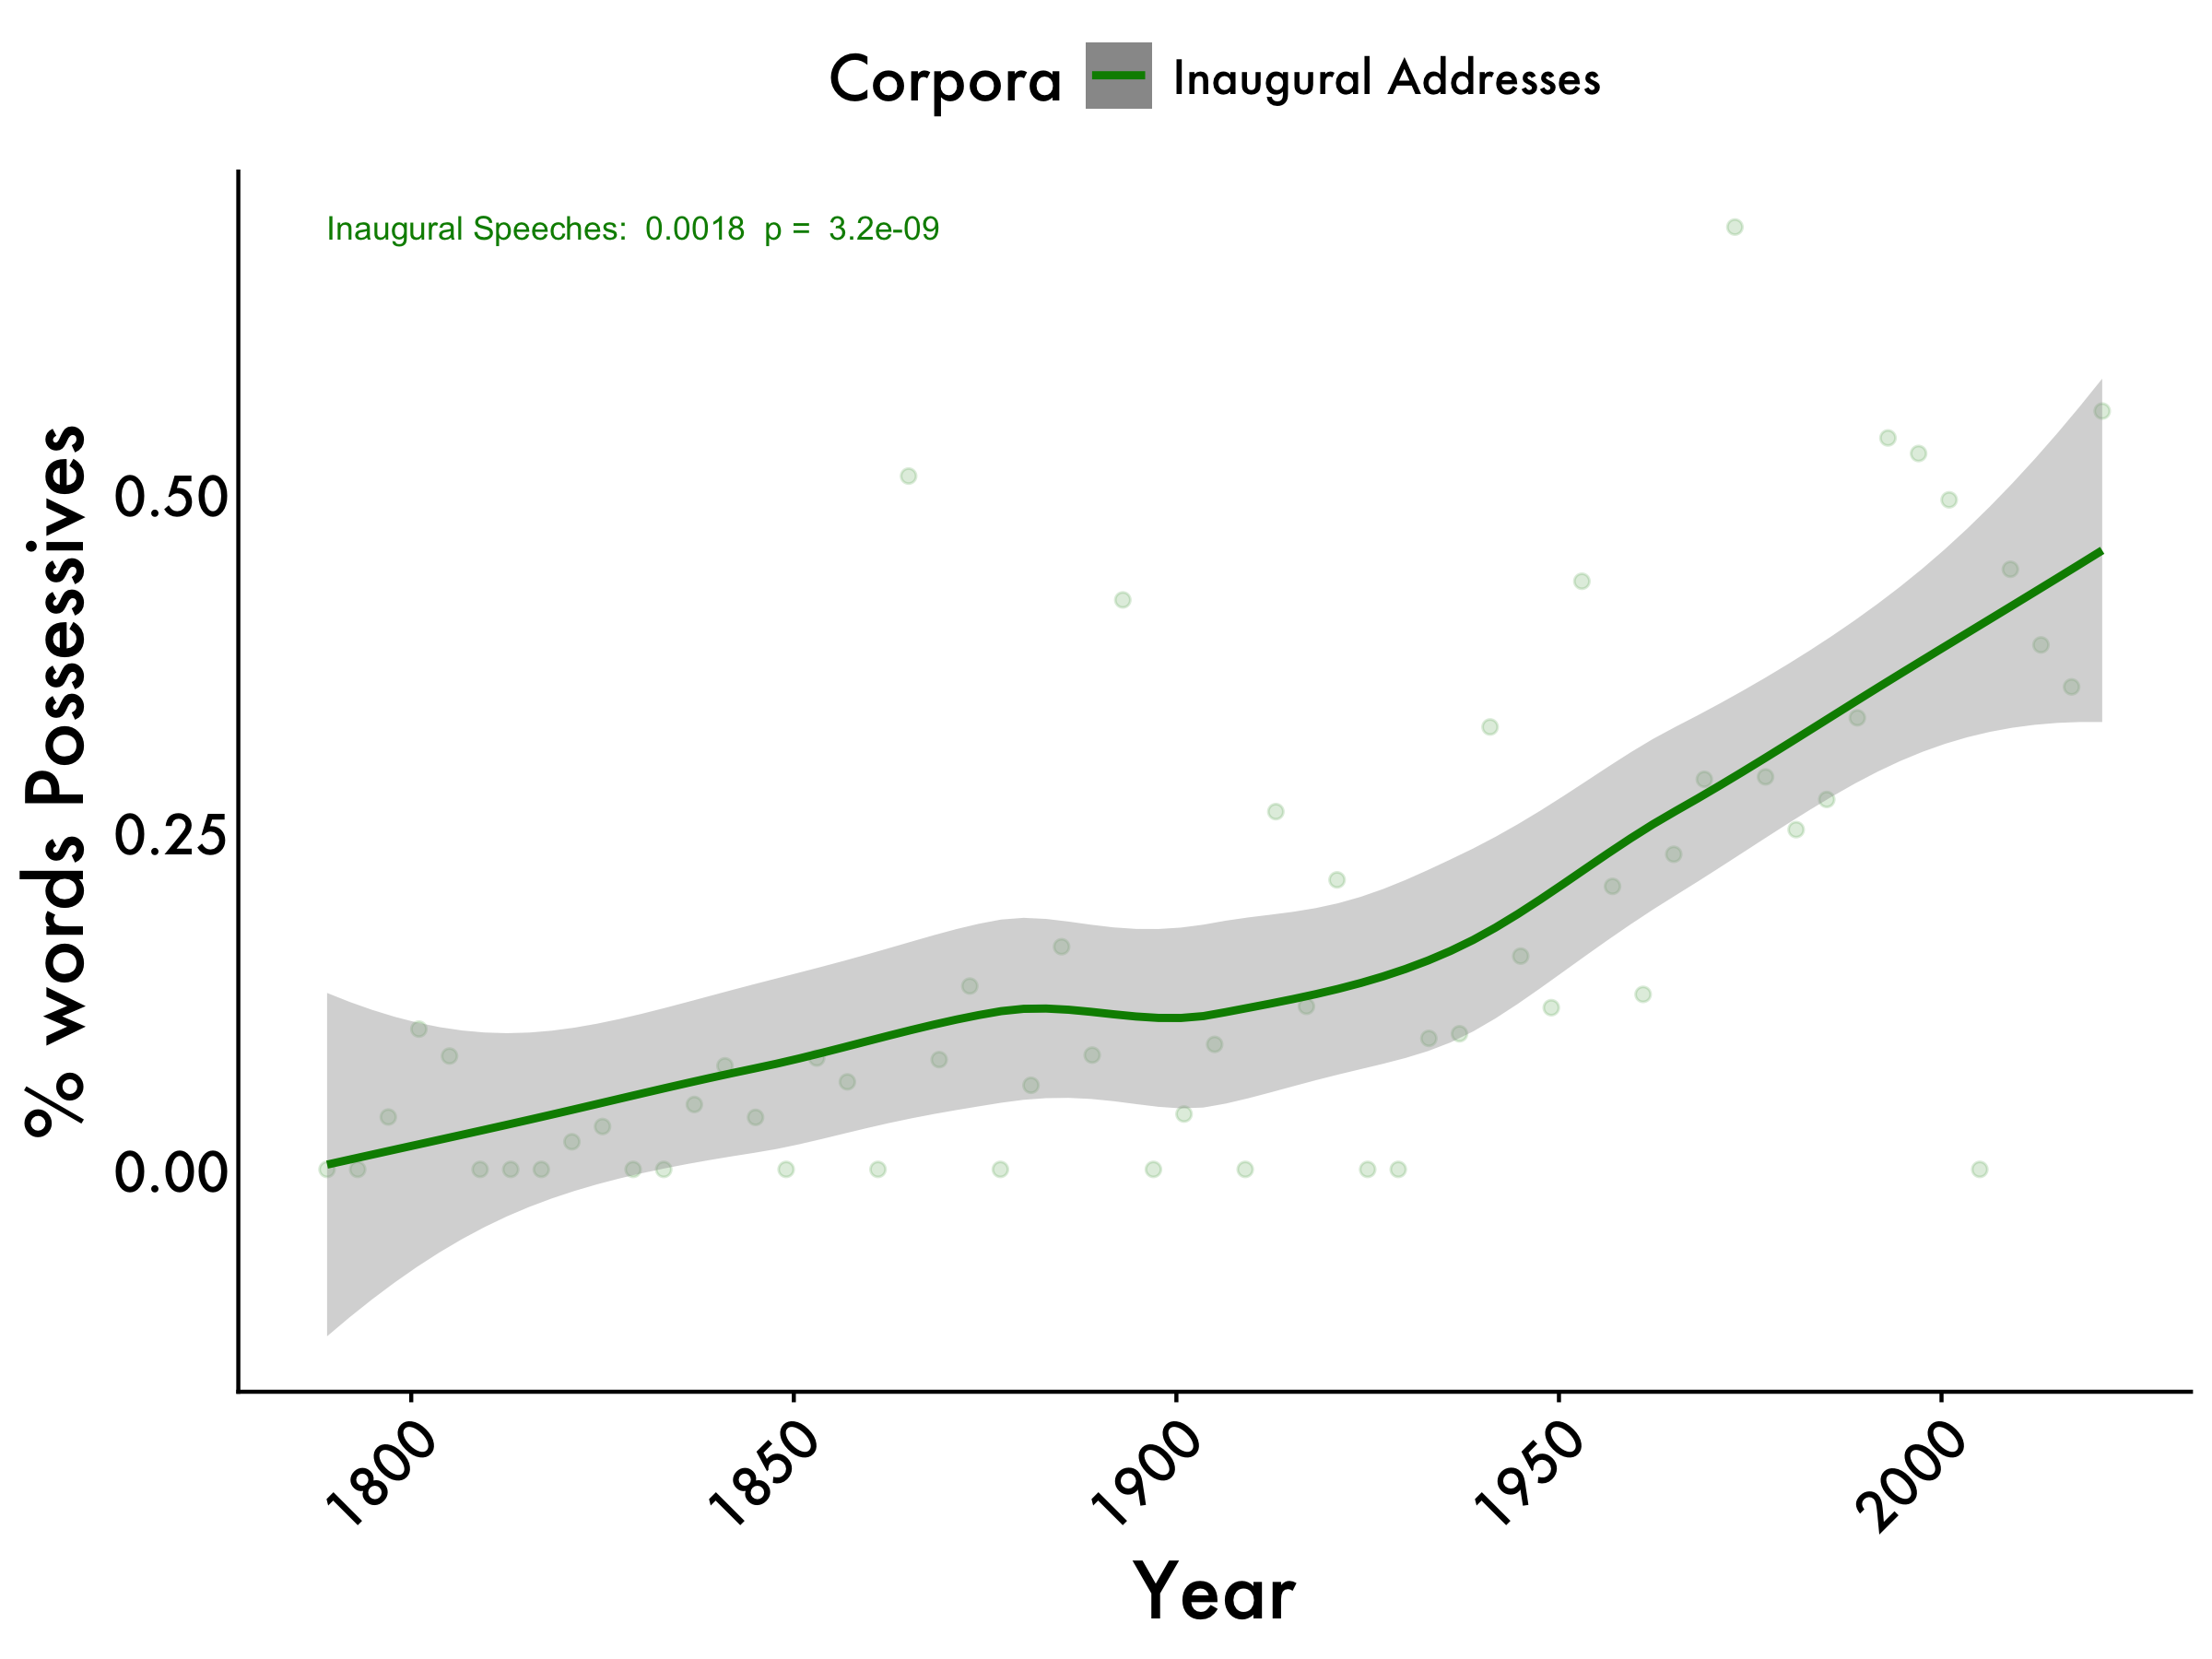 Corpora Inaugural Addresses
Inaugural Speeches: 0.0018 p = 3.2e-09
% words Possessives
0.50
0.25
0.00
1800 1850 1900 1950 2000
Year